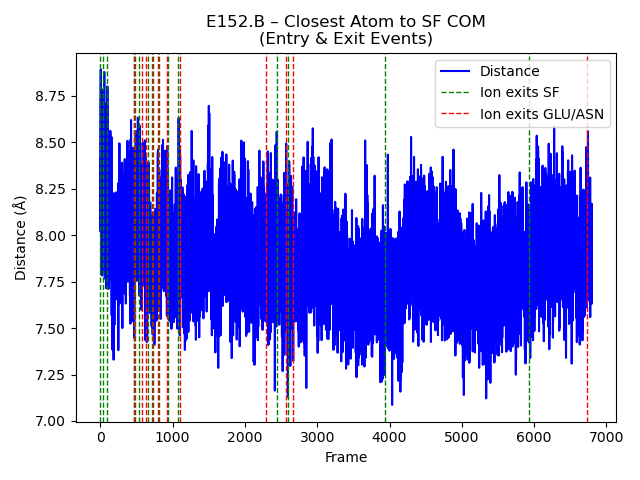 E152.B – Closest Atom to SF COM
(Entry & Exit Events)
Distance
Ion exits SF
Ion exits GLU/ASN
Distance (Å)
8.75
8.50
8.25
8.00
7.75
7.50
7.25
7.00
0 1000 2000 3000 4000 5000 6000 7000
Frame